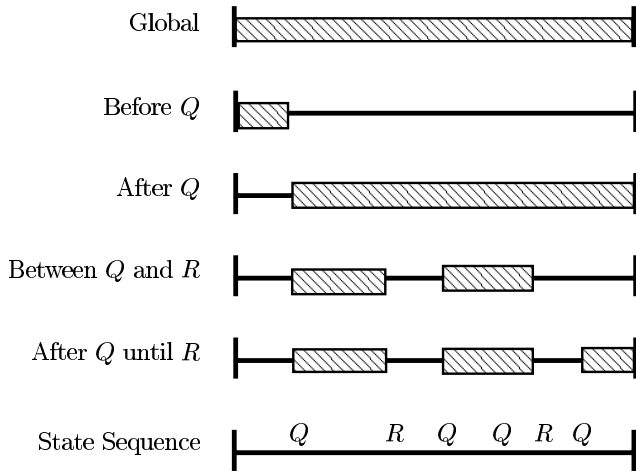 Global
Before Q
After Q
Between Q and R
After Q until R
Q R Q Q R Q
State Sequence